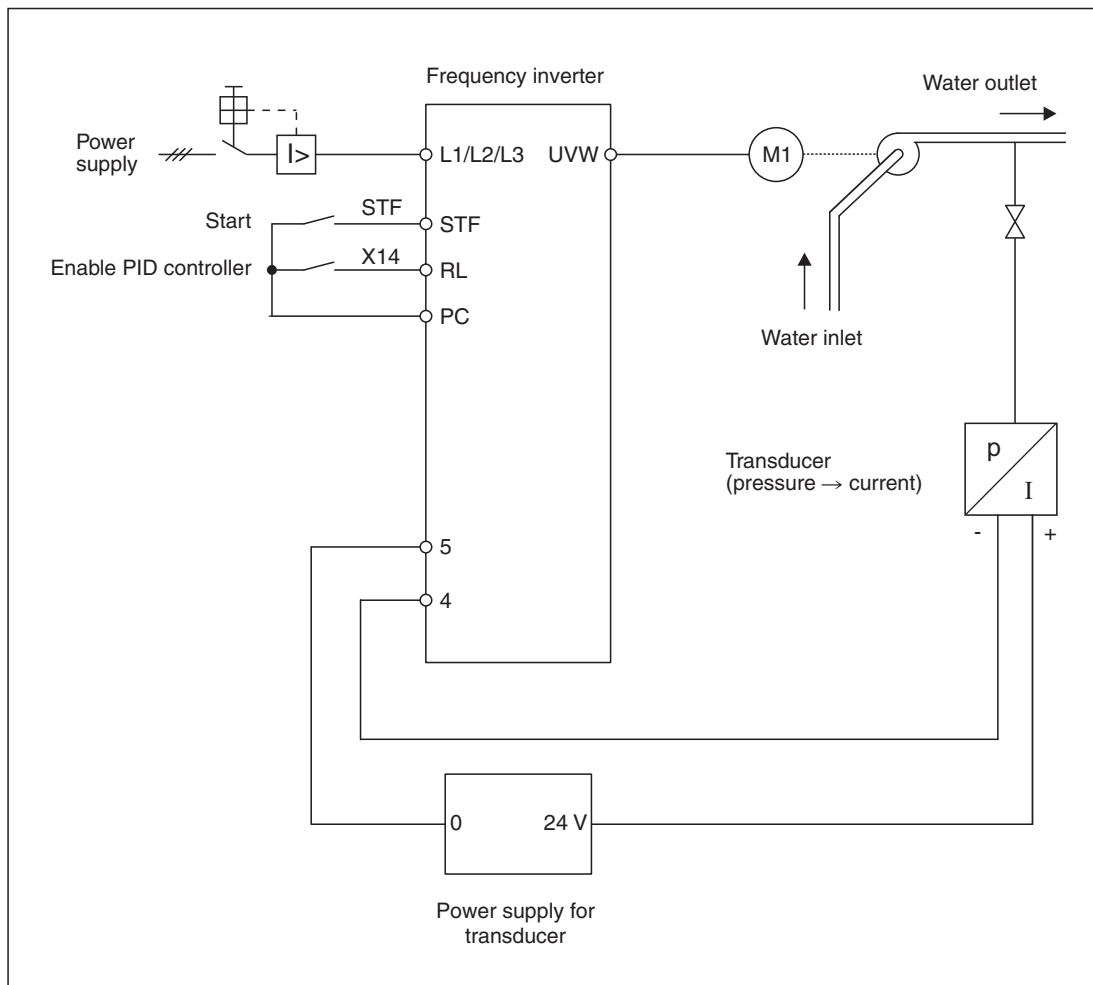 Frequency inverter
Water outlet
Power
supply
I>
L1/L2/L3
UVW
M1
Start
STF
STF
Enable PID controller
X14
RL
PC
Water inlet
Transducer
(pressure → current)
p
I
-
+
5
4
0
24 V
Power supply for
transducer